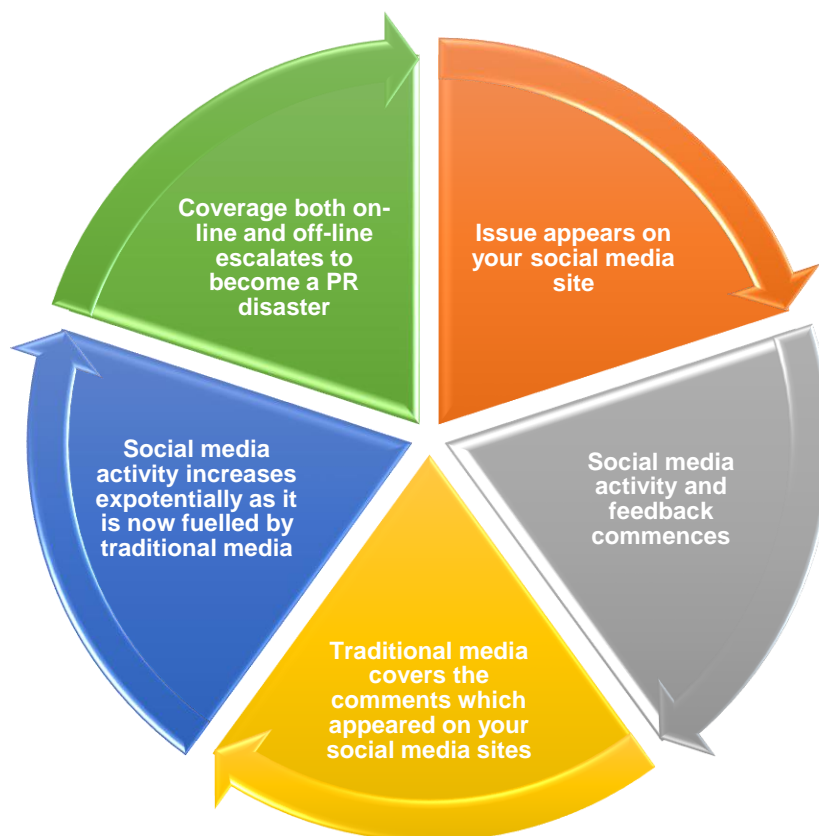 Issue appears on
your social media
site
Social media
activity and
feedback
commences
Traditional media
covers the
comments which
appeared on your
social media sites
Social media
activity increases
expotentially as it
is now fuelled by
traditional media
Coverage both on-
line and off-line
escalates to
become a PR
disaster